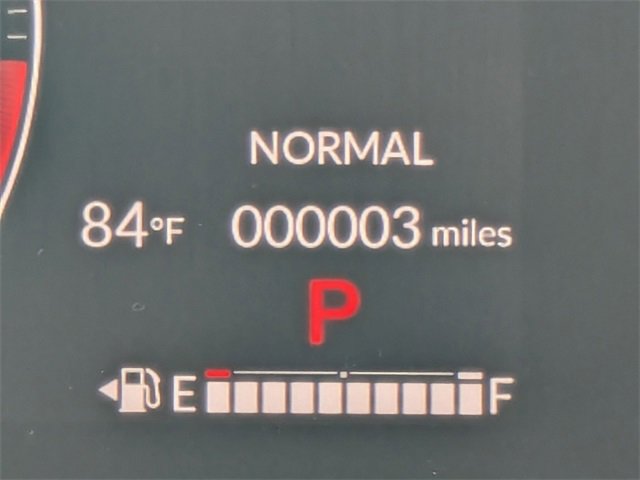 NORMAL
84°F 000003 miles
P
E F